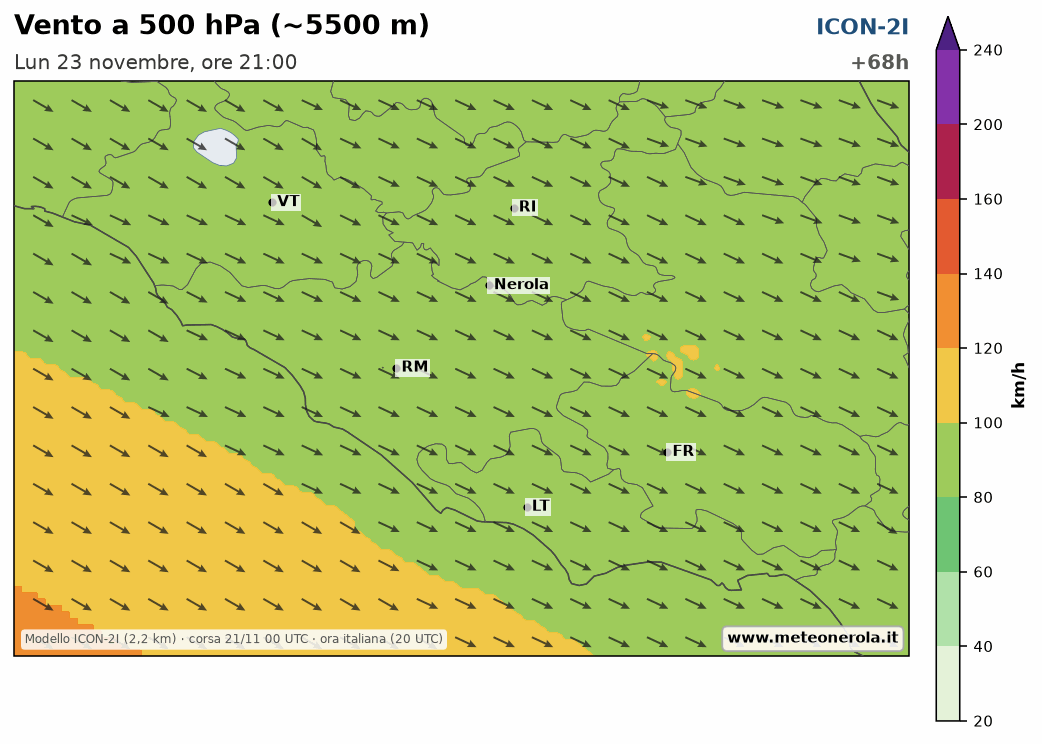 Vento a 500 hPa (~5500 m)
ICON-2I
Lun 23 novembre, ore 21:00
+68h
VT
RI
Nerola
RM
FR
LT
Modello ICON-2I (2,2 km) · corsa 21/11 00 UTC · ora italiana (20 UTC)
www.meteonerola.it
240
200
160
140
120
100
80
60
40
20
km/h